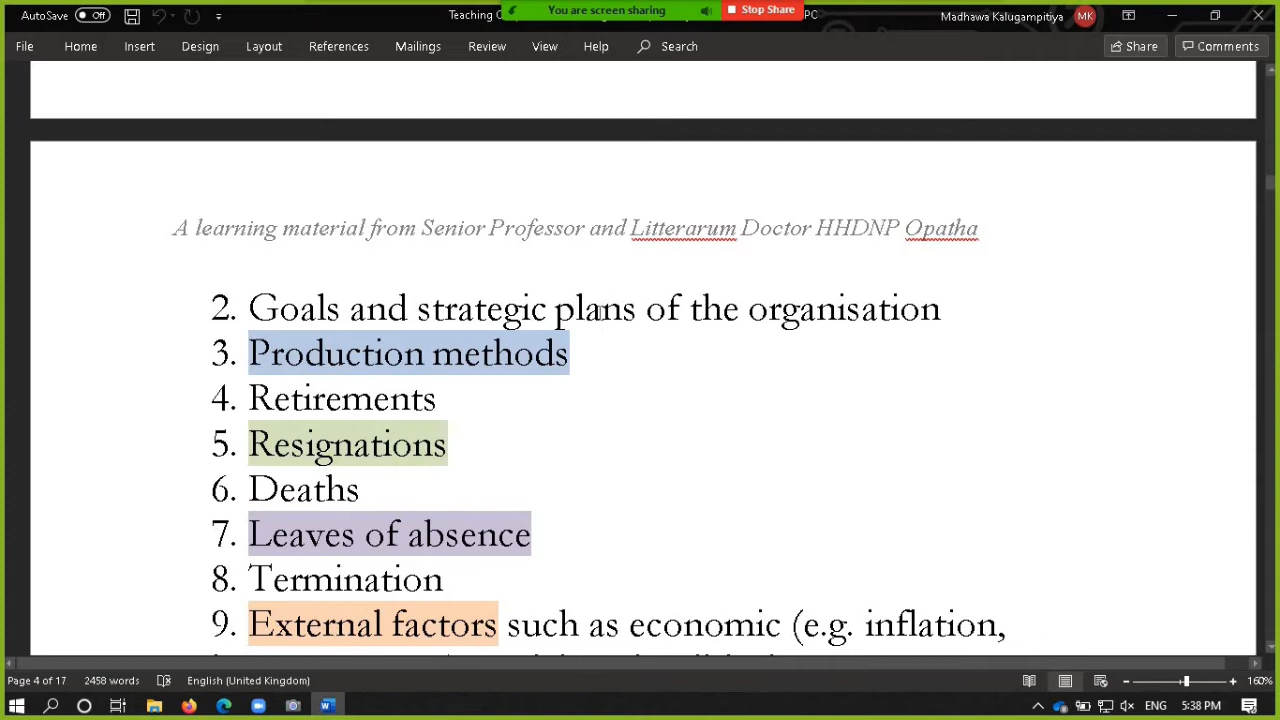 AutoSave Off
Teaching
You are screen sharing
Stop Share
PC
Madhawa Kalugampitiya MK
File Home Insert Design Layout References Mailings Review View Help Search Share Comments
A learning material from Senior Professor and Litterarum Doctor HHDNP Opatha
2. Goals and strategic plans of the organisation
3. Production methods
4. Retirements
5. Resignations
6. Deaths
7. Leaves of absence
8. Termination
9. External factors such as economic (e.g. inflation,
Page 4 of 17 2458 words English (United Kingdom) 160%
ENG 5:38 PM